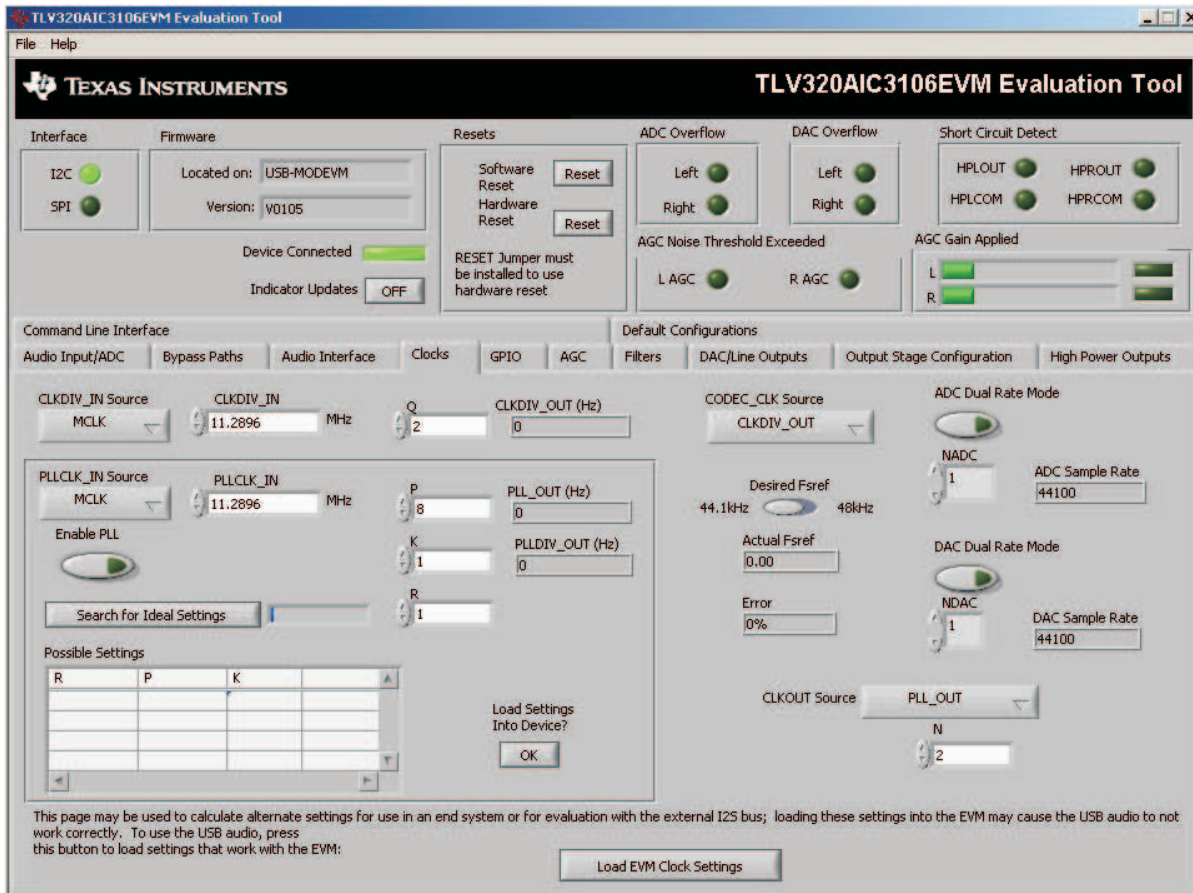 TLV320AIC3106EVM Evaluation Tool
File Help
TEXAS INSTRUMENTS
TLV320AIC3106EVM Evaluation Tool
Interface
I2C
SPI
Firmware
Located on: USB-MODEVM
Version: V0105
Device Connected
Indicator Updates OFF
Resets
Software Reset
Reset
Hardware Reset
Reset
RESET Jumper must
be installed to use
hardware reset
ADC Overflow
Left
Right
DAC Overflow
Left
Right
Short Circuit Detect
HPLOUT HPROUT
HPLCOM HPRCOM
AGC Noise Threshold Exceeded
L AGC R AGC
AGC Gain Applied
L
R
Command Line Interface Default Configurations
Audio Input/ADC Bypass Paths Audio Interface Clocks GPIO AGC Filters DAC/Line Outputs Output Stage Configuration High Power Outputs
CLKDIV_IN Source
MCLK
CLKDIV_IN
11.2896 MHz
Q
2
CLKDIV_OUT (Hz)
0
PLLCLK_IN Source
MCLK
PLLCLK_IN
11.2896 MHz
Enable PLL
P
8
K
1
R
1
PLL_OUT (Hz)
0
PLLDIV_OUT (Hz)
0
Search for Ideal Settings
Possible Settings
R P K
Load Settings
Into Device?
OK
CODEC_CLK Source
CLKDIV_OUT
Desired Fsref
44.1kHz 48kHz
Actual Fsref
0.00
Error
0%
ADC Dual Rate Mode
NADC
1
ADC Sample Rate
44100
DAC Dual Rate Mode
NDAC
1
DAC Sample Rate
44100
CLKOUT Source PLL_OUT
N
2
This page may be used to calculate alternate settings for use in an end system or for evaluation with the external I2S bus; loading these settings into the EVM may cause the USB audio to not
work correctly. To use the USB audio, press
this button to load settings that work with the EVM:
Load EVM Clock Settings